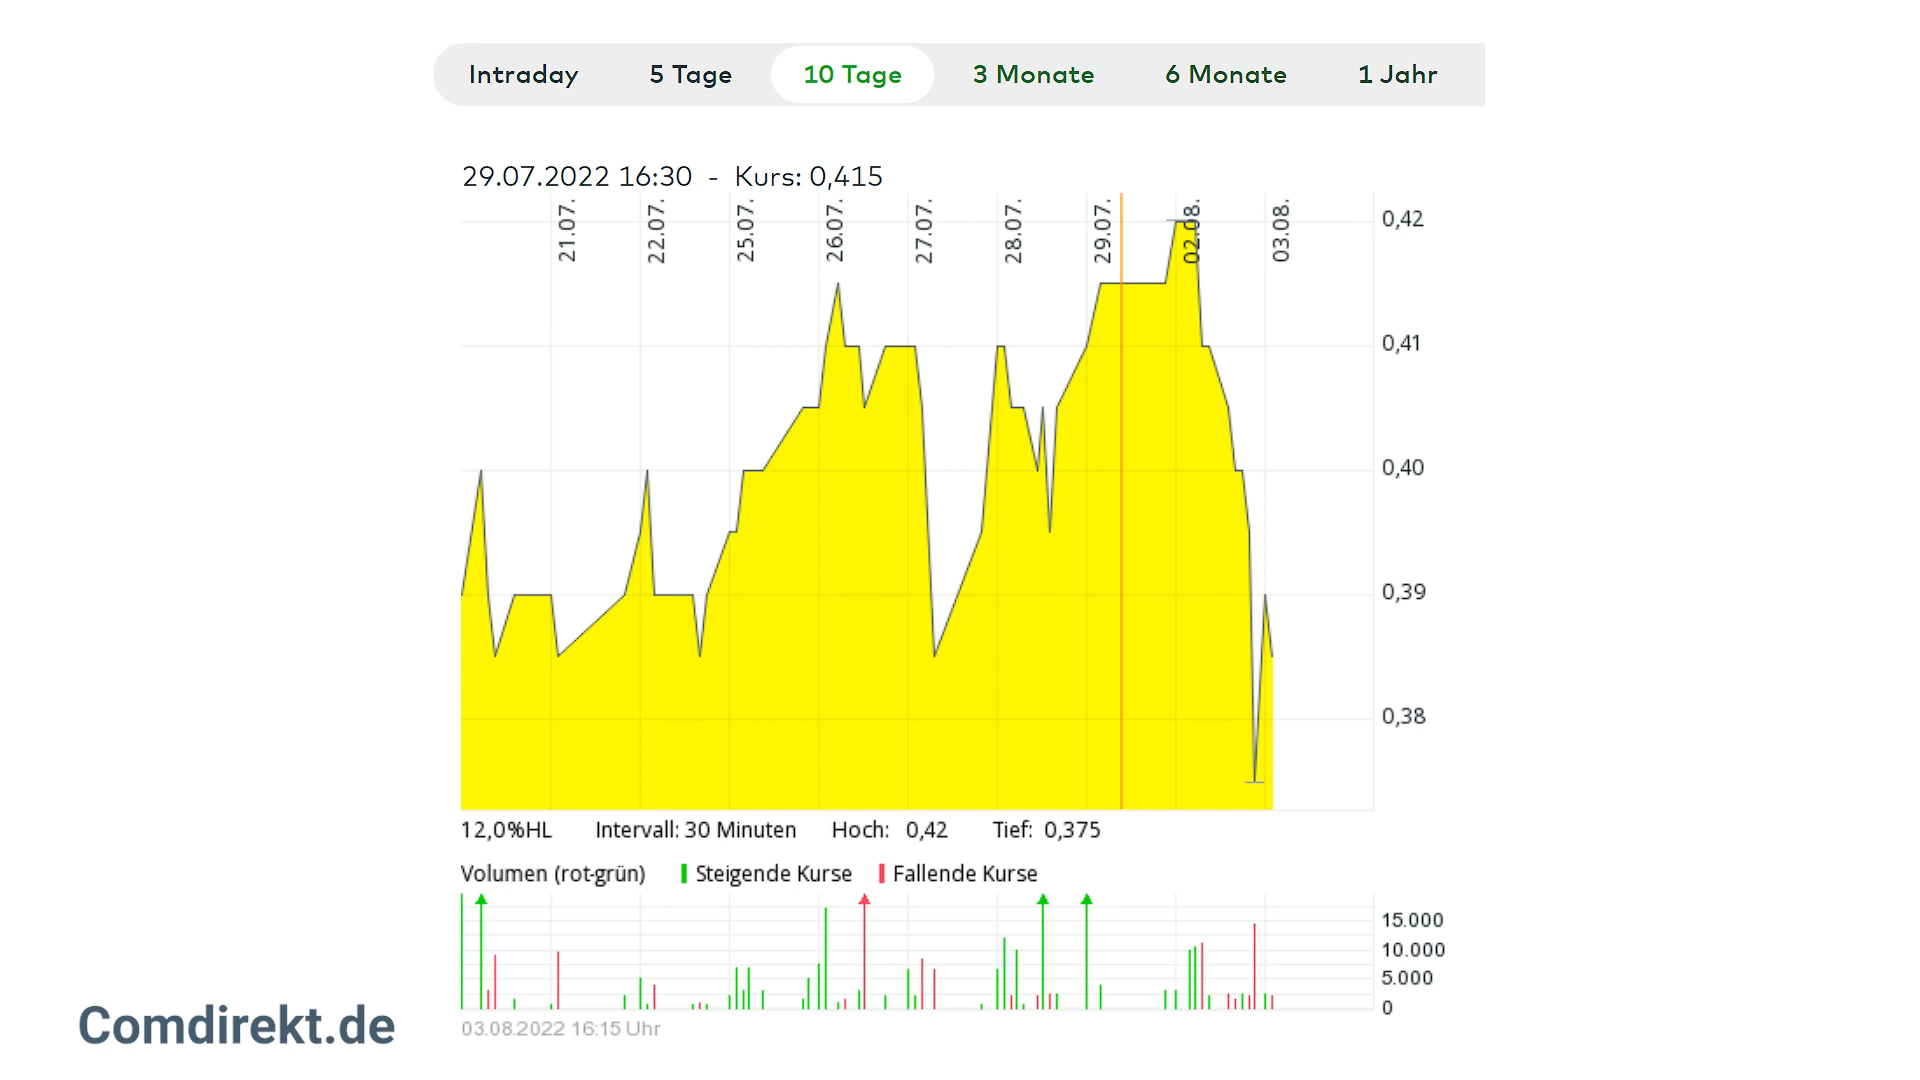 Intraday 5 Tage 10 Tage 3 Monate 6 Monate 1 Jahr
29.07.2022 16:30 - Kurs: 0,415
21.07. 22.07. 25.07. 26.07. 27.07. 28.07. 29.07. 02.08. 03.08.
0,42
0,41
0,40
0,39
0,38
12,0%HL Intervall: 30 Minuten Hoch: 0,42 Tief: 0,375
Volumen (rot-grün) Steigende Kurse Fallende Kurse
15.000
10.000
5.000
0
03.08.2022 16:15 Uhr
Comdirekt.de